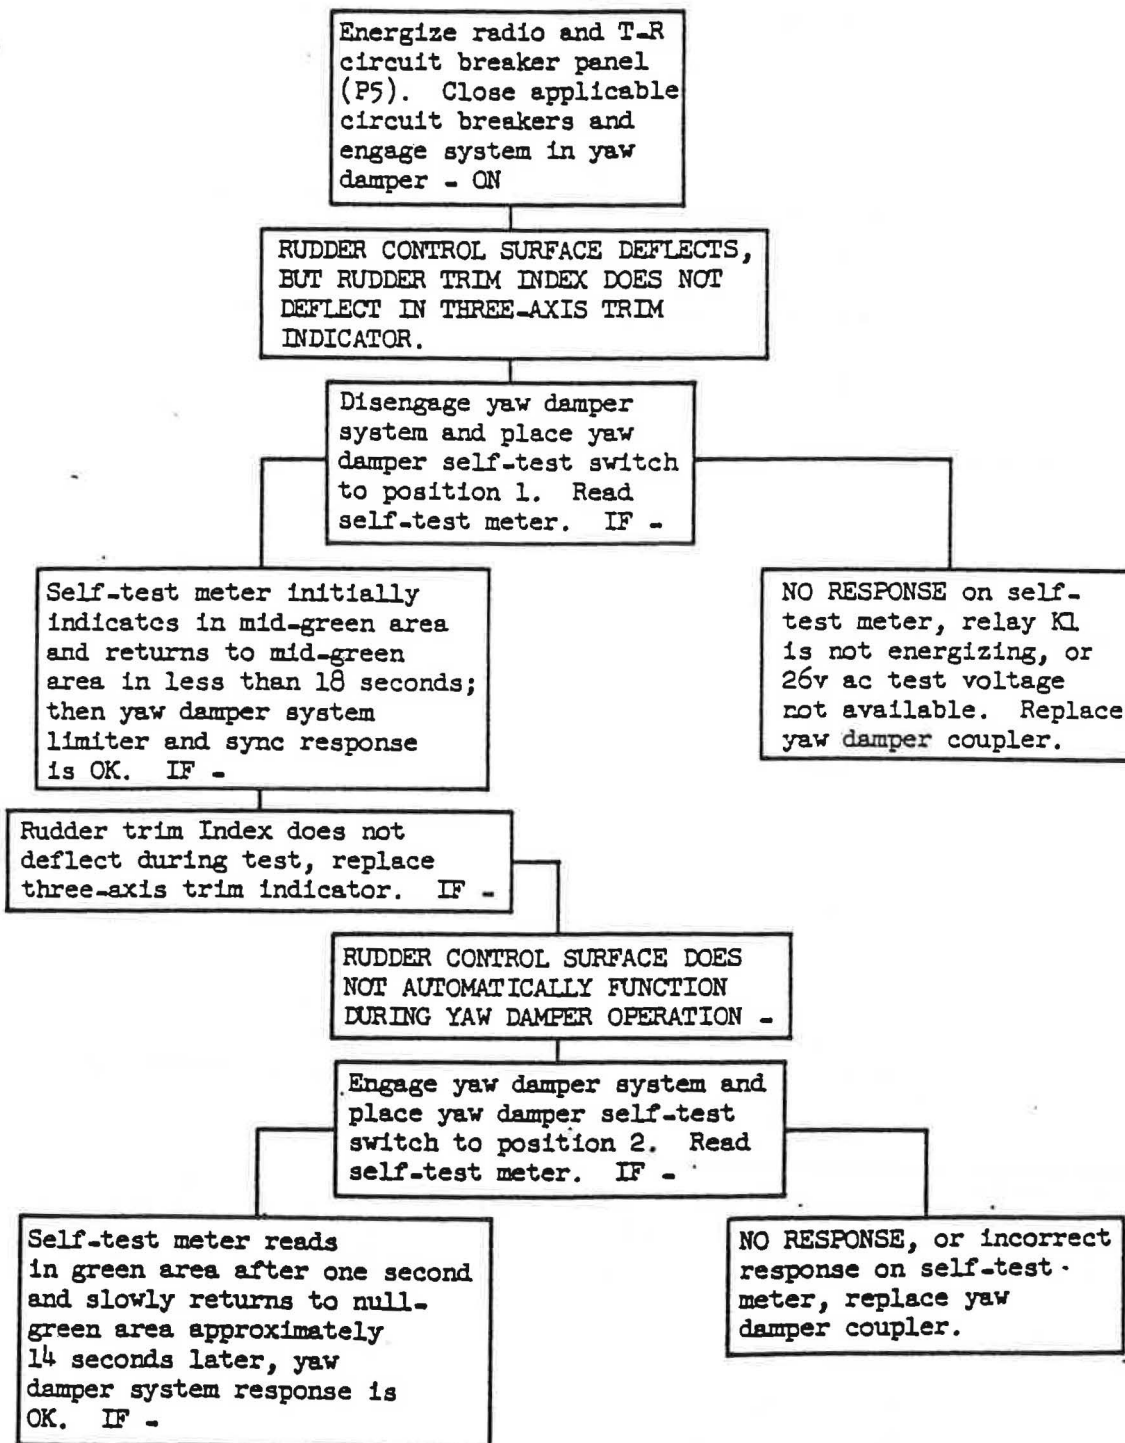 Energize radio and T-R
circuit breaker panel
(P5). Close applicable
circuit breakers and
engage system in yaw
damper - ON
RUDDER CONTROL SURFACE DEFLECTS,
BUT RUDDER TRIM INDEX DOES NOT
DEFLECT IN THREE-AXIS TRIM
INDICATOR.
Disengage yaw damper
system and place yaw
damper self-test switch
to position 1. Read
self-test meter. IF -
Self-test meter initially
indicates in mid-green area
and returns to mid-green
area in less than 18 seconds;
then yaw damper system
limiter and sync response
is OK. IF -
NO RESPONSE on self-
test meter, relay K1
is not energizing, or
26v ac test voltage
not available. Replace
yaw damper coupler.
Rudder trim Index does not
deflect during test, replace
three-axis trim indicator. IF -
RUDDER CONTROL SURFACE DOES
NOT AUTOMATICALLY FUNCTION
DURING YAW DAMPER OPERATION -
Engage yaw damper system and
place yaw damper self-test
switch to position 2. Read
self-test meter. IF -
Self-test meter reads
in green area after one second
and slowly returns to null-
green area approximately
14 seconds later, yaw
damper system response is
OK. IF -
NO RESPONSE, or incorrect
response on self-test
meter, replace yaw
damper coupler.